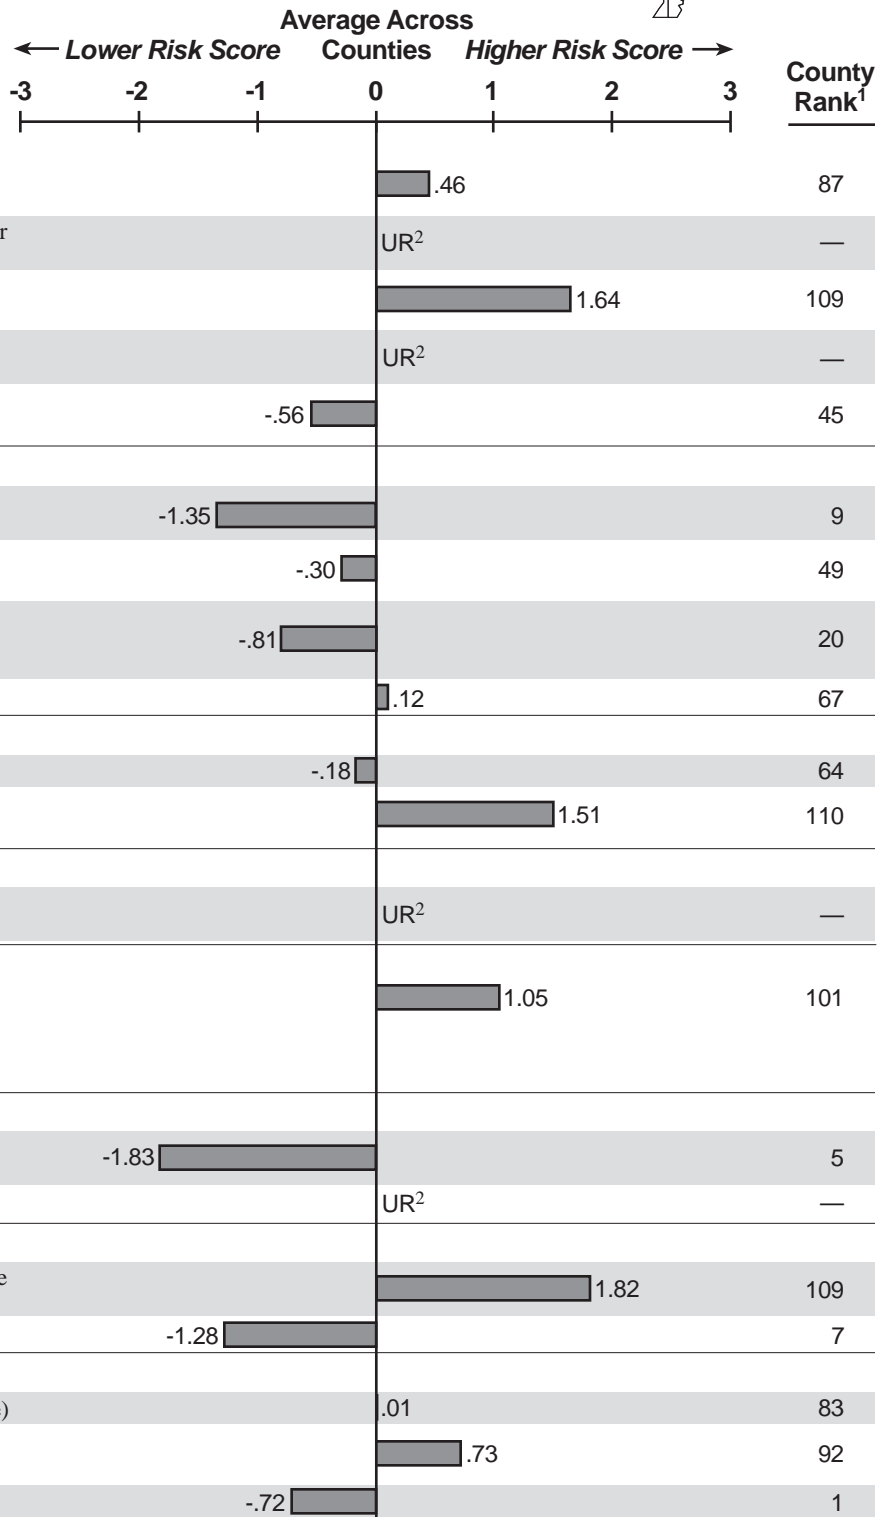 Average Across
← Lower Risk Score Counties Higher Risk Score →
-3 -2 -1 0 1 2 3
County
Rank¹
.46 87
r
UR² —
1.64 109
UR² —
-.56 45
-1.35 9
-.30 49
-.81 20
.12 67
-.18 64
1.51 110
UR² —
1.05 101
-1.83 5
UR² —
e
1.82 109
-1.28 7
) .01 83
.73 92
-.72 1